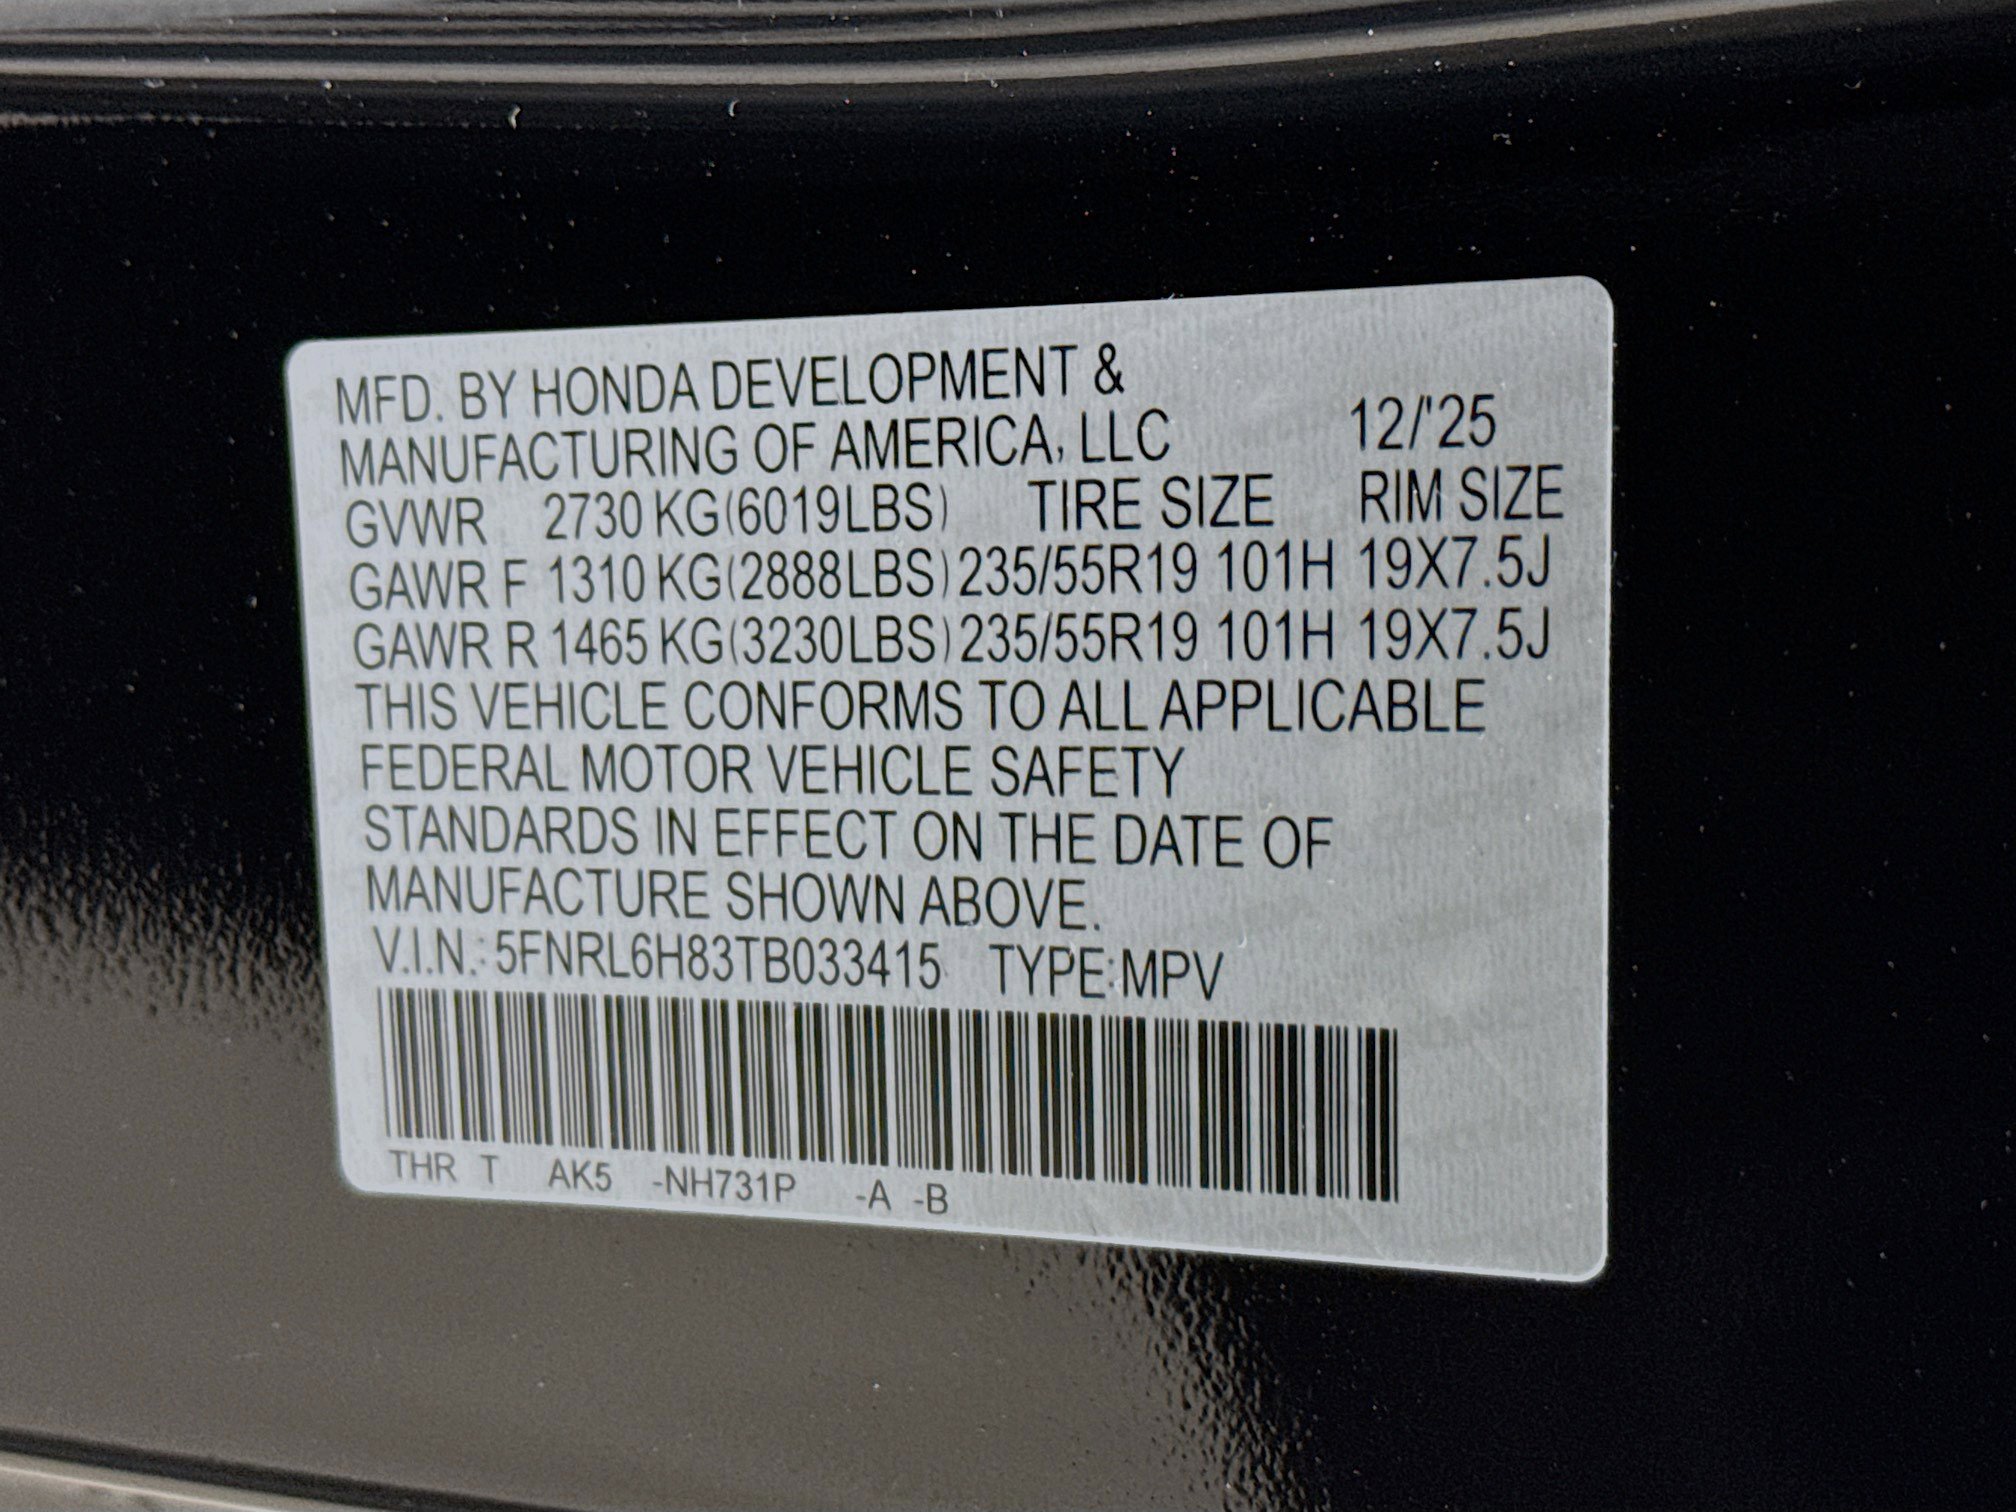 MFD. BY HONDA DEVELOPMENT &
MANUFACTURING OF AMERICA, LLC 12/'25
GVWR 2730 KG(6019LBS) TIRE SIZE RIM SIZE
GAWR F 1310 KG(2888LBS) 235/55R19 101H 19X7.5J
GAWR R 1465 KG(3230LBS) 235/55R19 101H 19X7.5J
THIS VEHICLE CONFORMS TO ALL APPLICABLE
FEDERAL MOTOR VEHICLE SAFETY
STANDARDS IN EFFECT ON THE DATE OF
MANUFACTURE SHOWN ABOVE.
V.I.N.: 5FNRL6H83TB033415 TYPE:MPV
THR T AK5 -NH731P -A -B